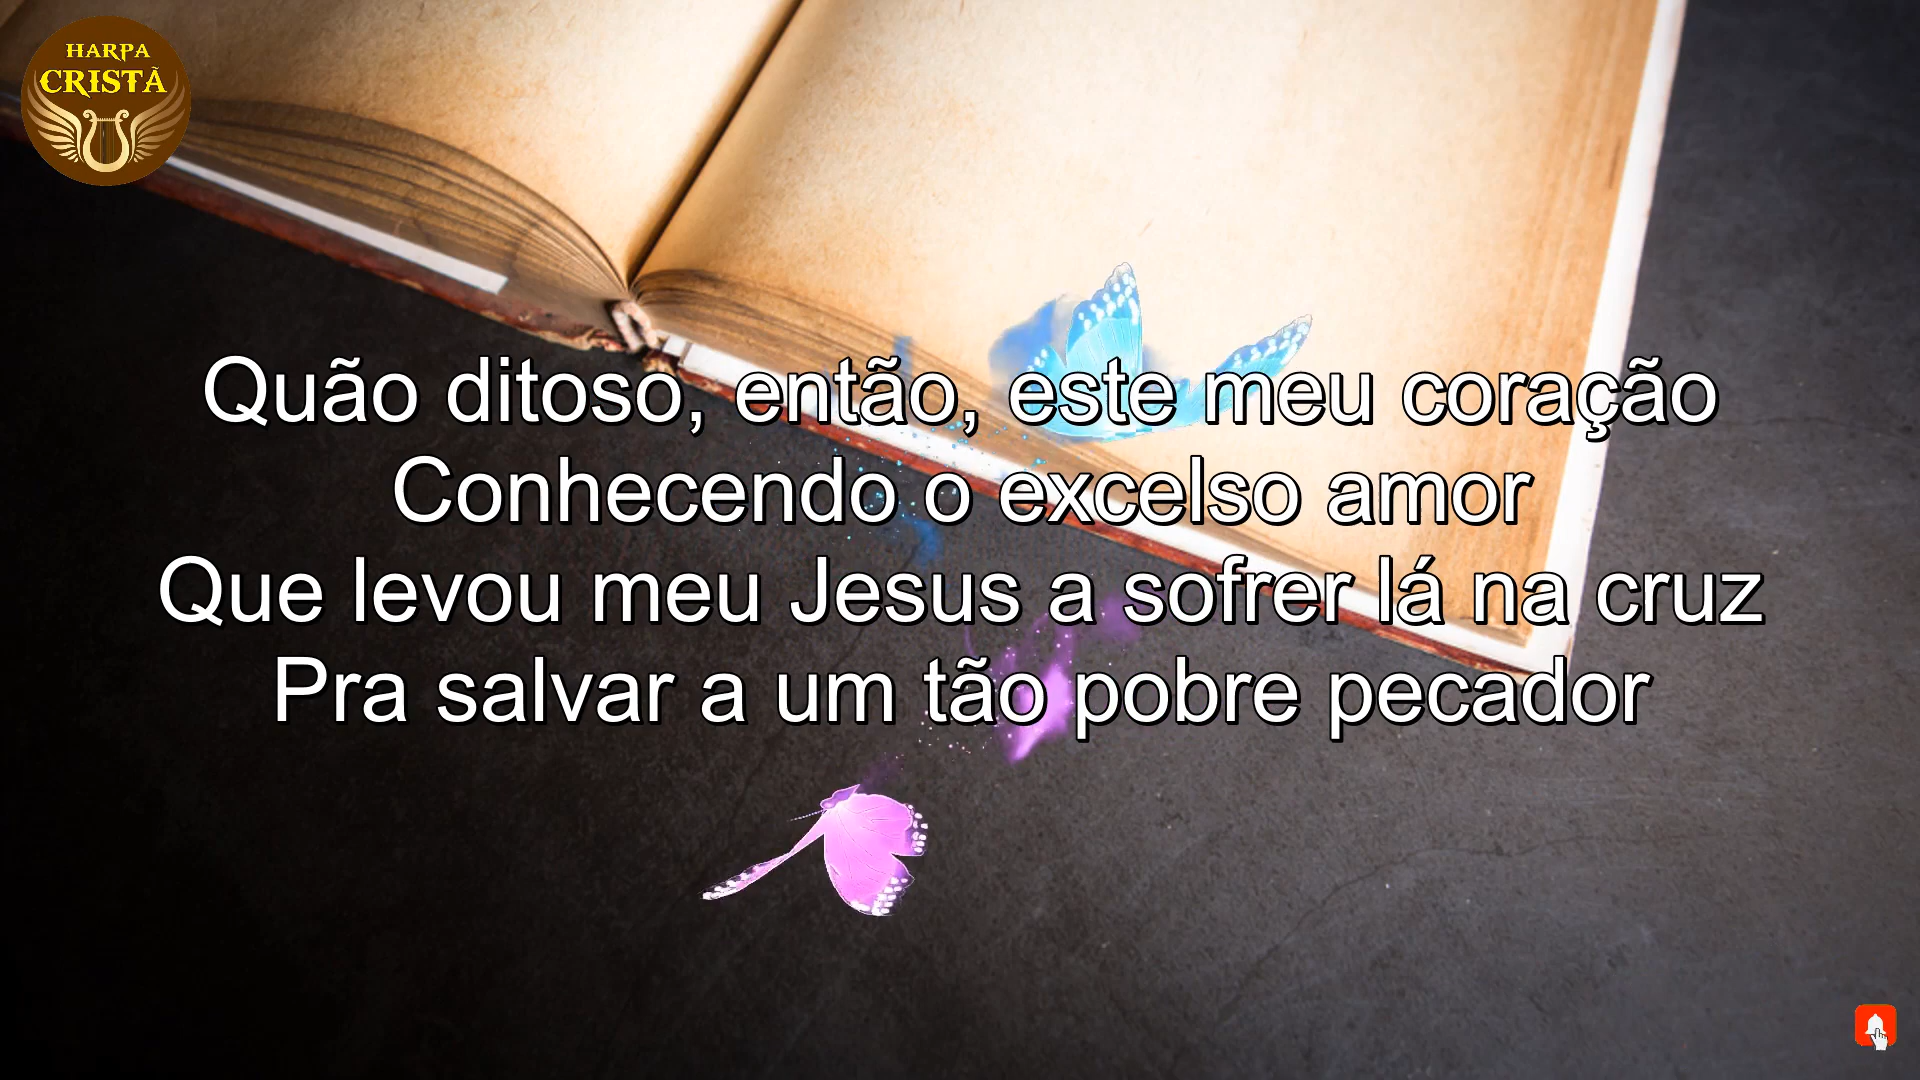 HARPA
CRISTÃ
Quão ditoso, então, este meu coração
Conhecendo o excelso amor
Que levou meu Jesus a sofrer lá na cruz
Pra salvar a um tão pobre pecador